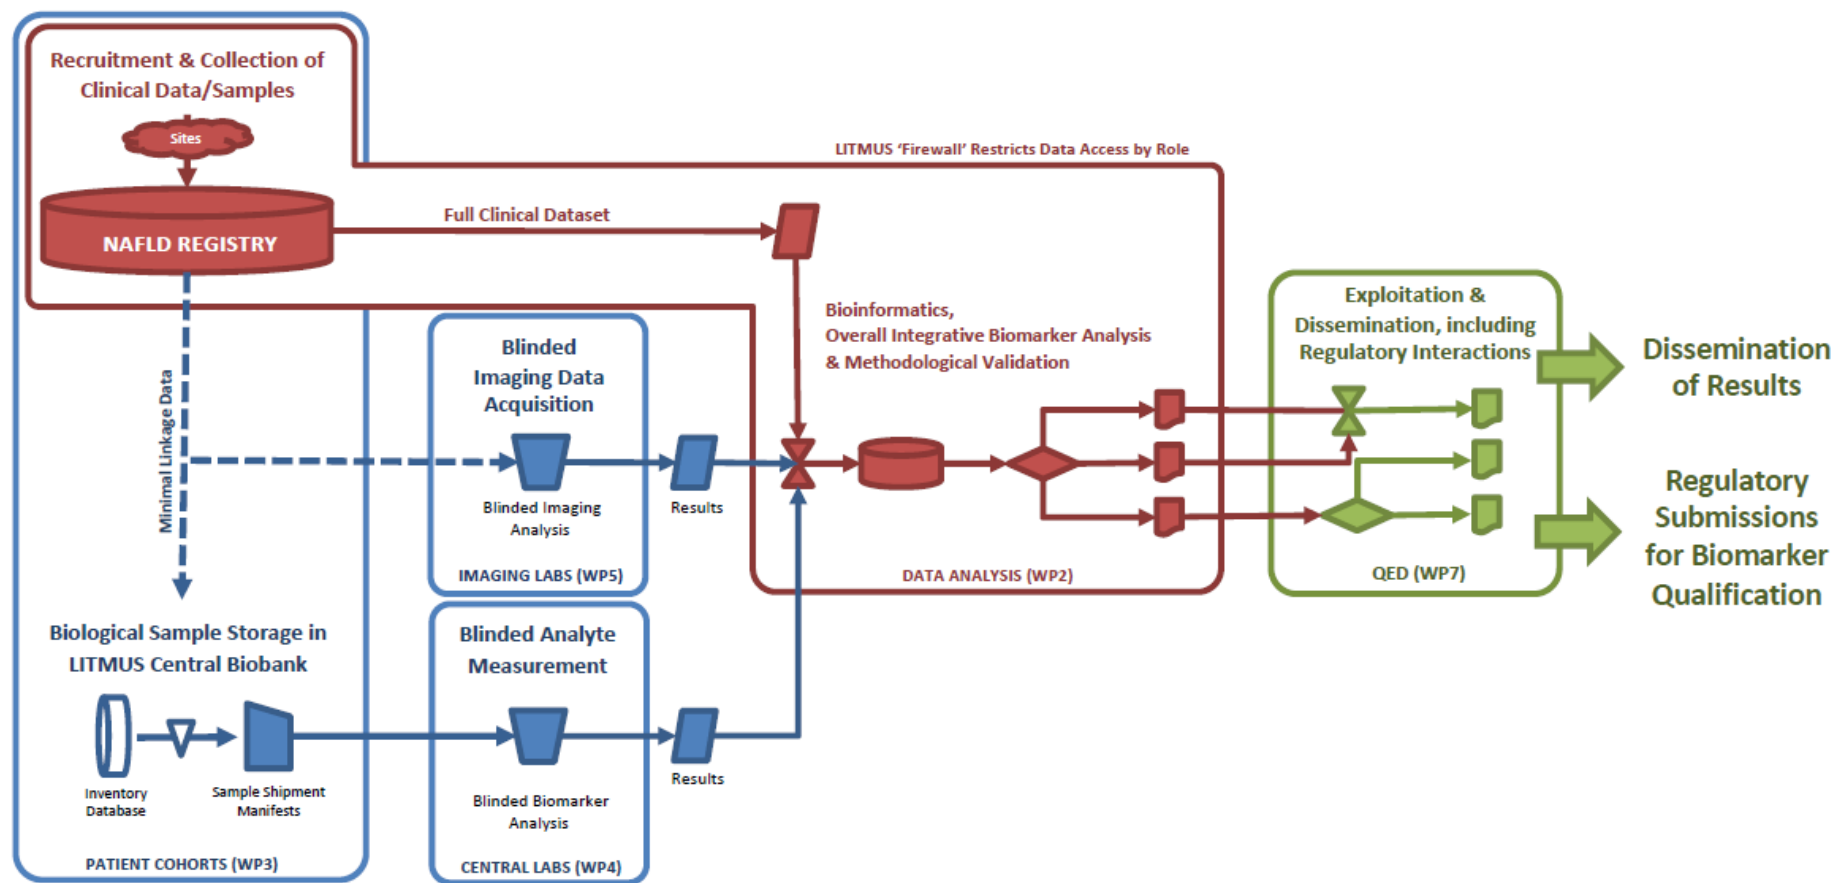 Recruitment & Collection of
Clinical Data/Samples
Sites
NAFLD REGISTRY
Full Clinical Dataset
LITMUS ‘Firewall’ Restricts Data Access by Role
Bioinformatics,
Overall Integrative Biomarker Analysis
& Methodological Validation
Minimal Linkage Data
Blinded
Imaging Data
Acquisition
Blinded Imaging
Analysis
IMAGING LABS (WP5)
Results
DATA ANALYSIS (WP2)
Exploitation &
Dissemination, including
Regulatory Interactions
QED (WP7)
Dissemination
of Results
Regulatory
Submissions
for Biomarker
Qualification
Biological Sample Storage in
LITMUS Central Biobank
Inventory
Database
Sample Shipment
Manifests
PATIENT COHORTS (WP3)
Blinded Analyte
Measurement
Blinded Biomarker
Analysis
CENTRAL LABS (WP4)
Results